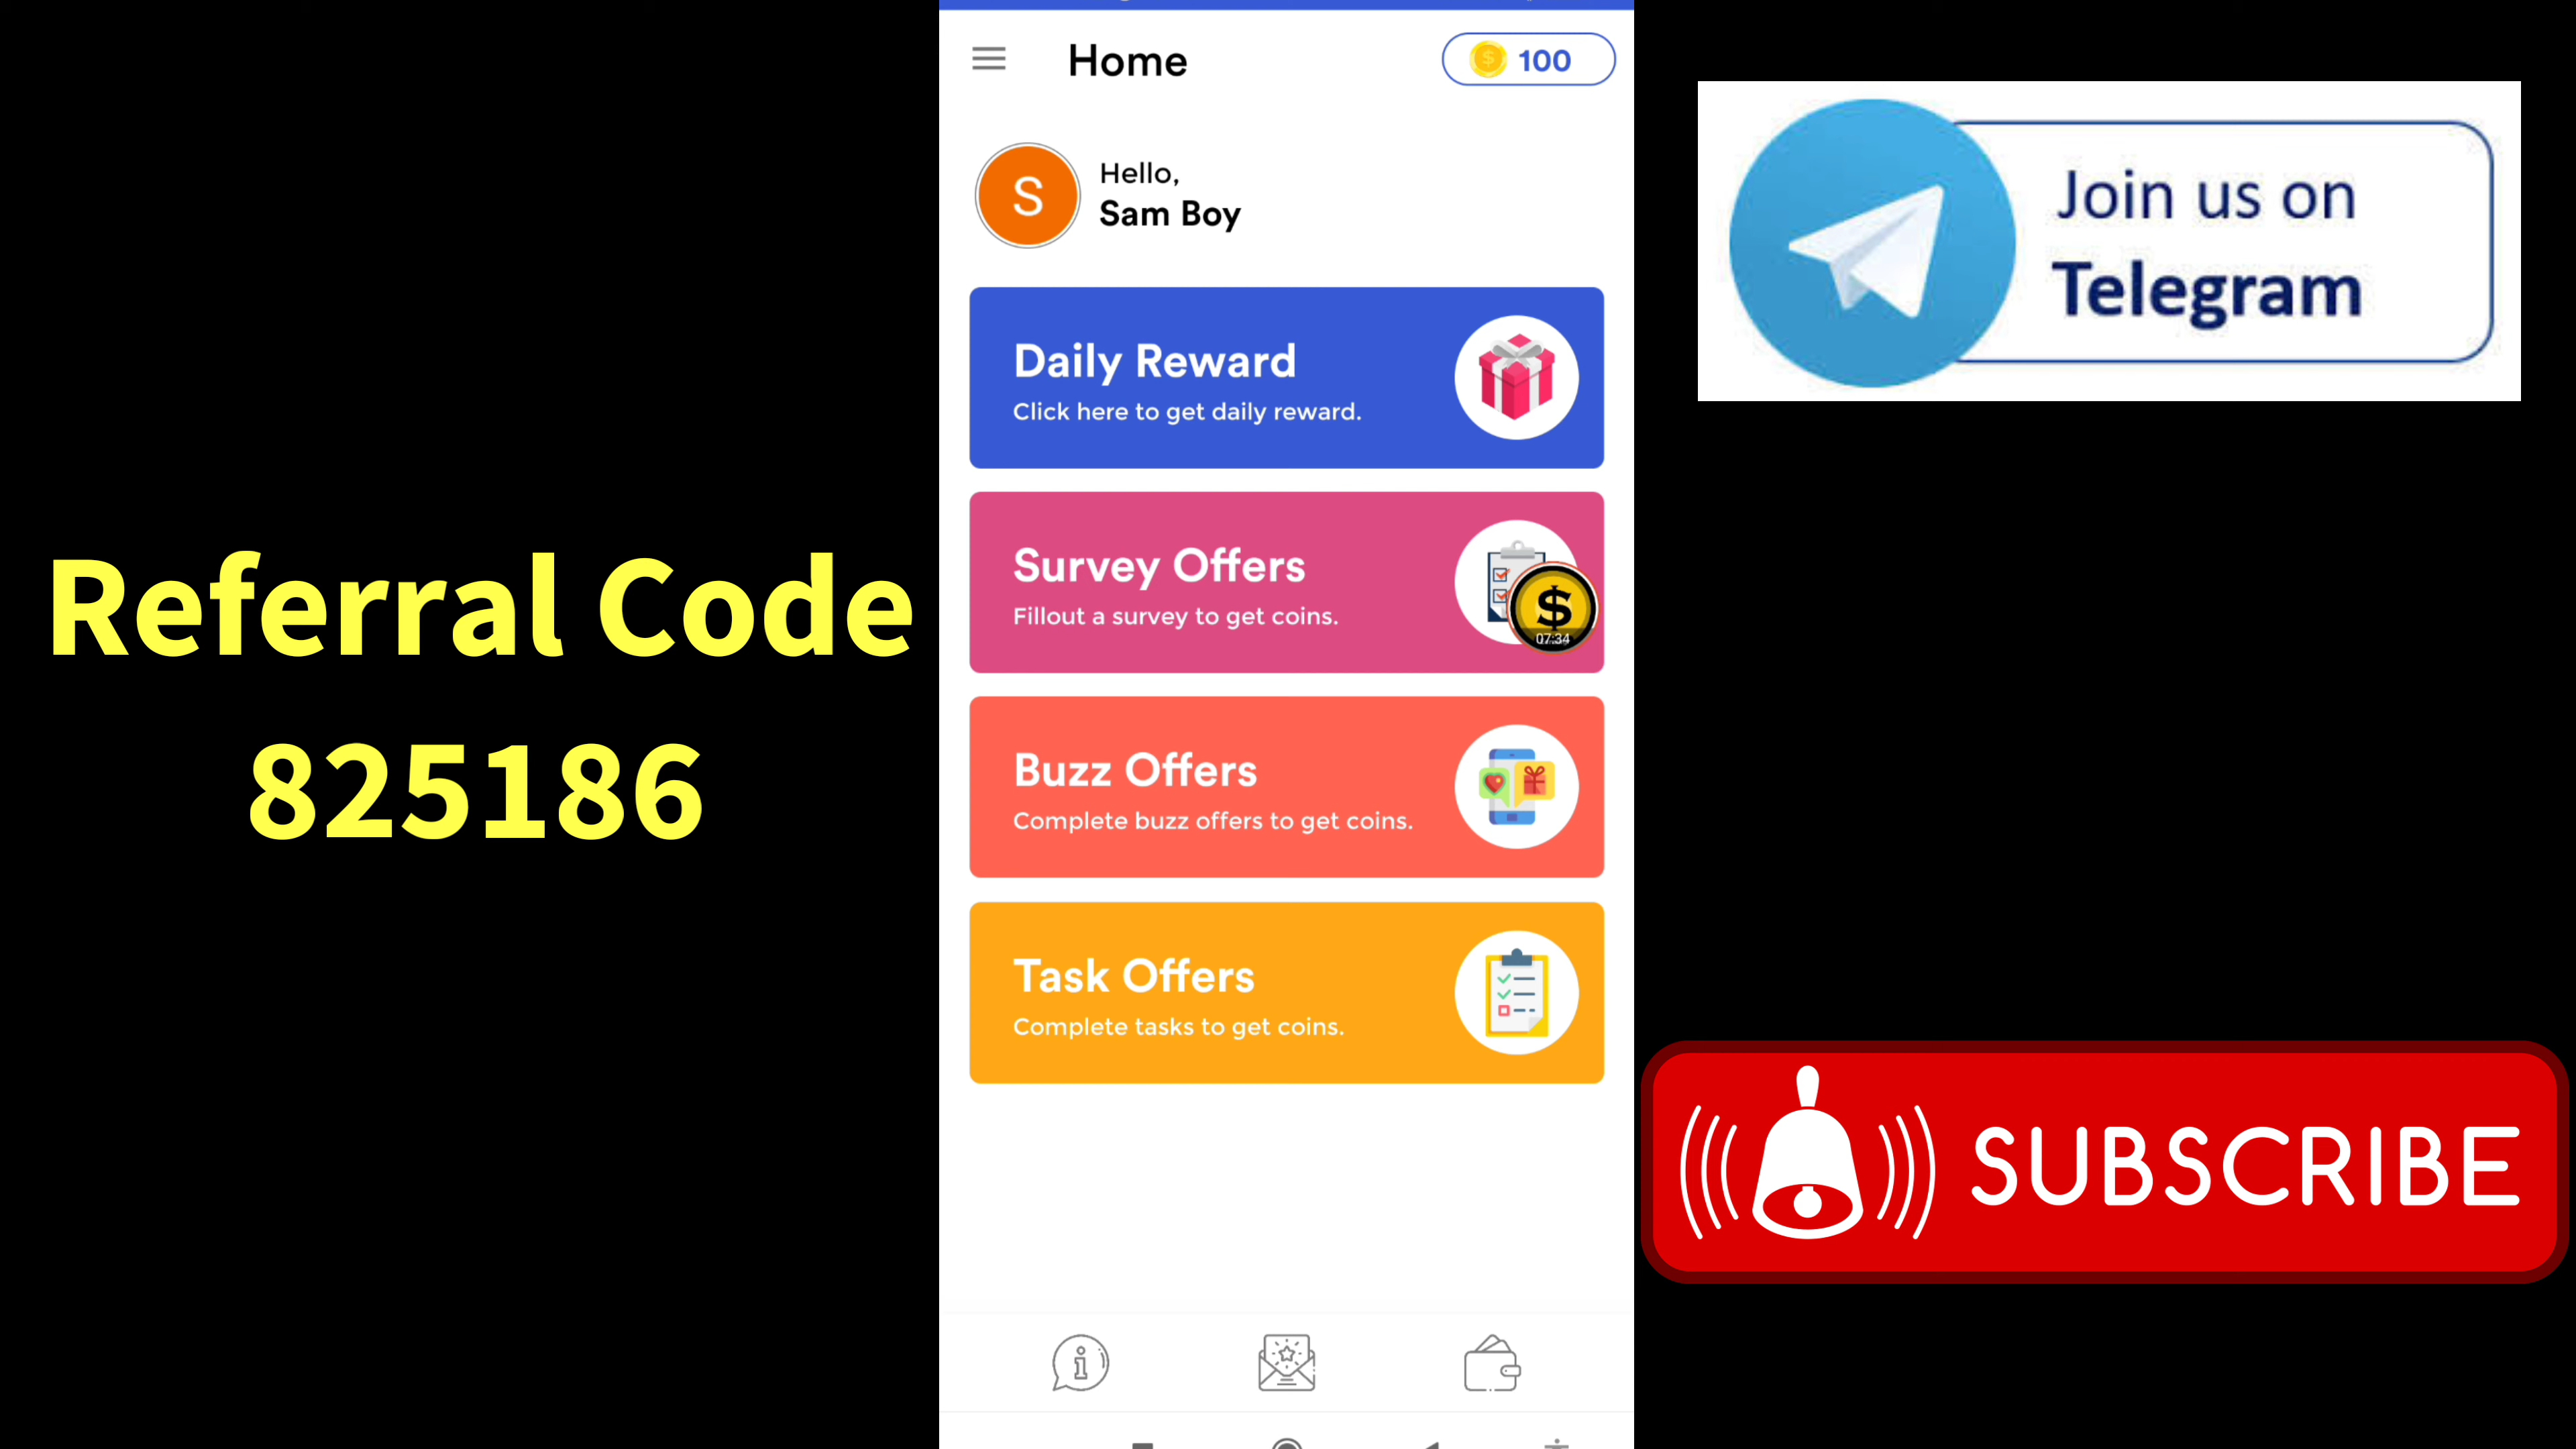 Referral Code
825186
Home
100
S
Hello,
Sam Boy
Daily Reward
Click here to get daily reward.
Survey Offers
Fillout a survey to get coins.
07:34
Buzz Offers
Complete buzz offers to get coins.
Task Offers
Complete tasks to get coins.
Join us on
Telegram
SUBSCRIBE